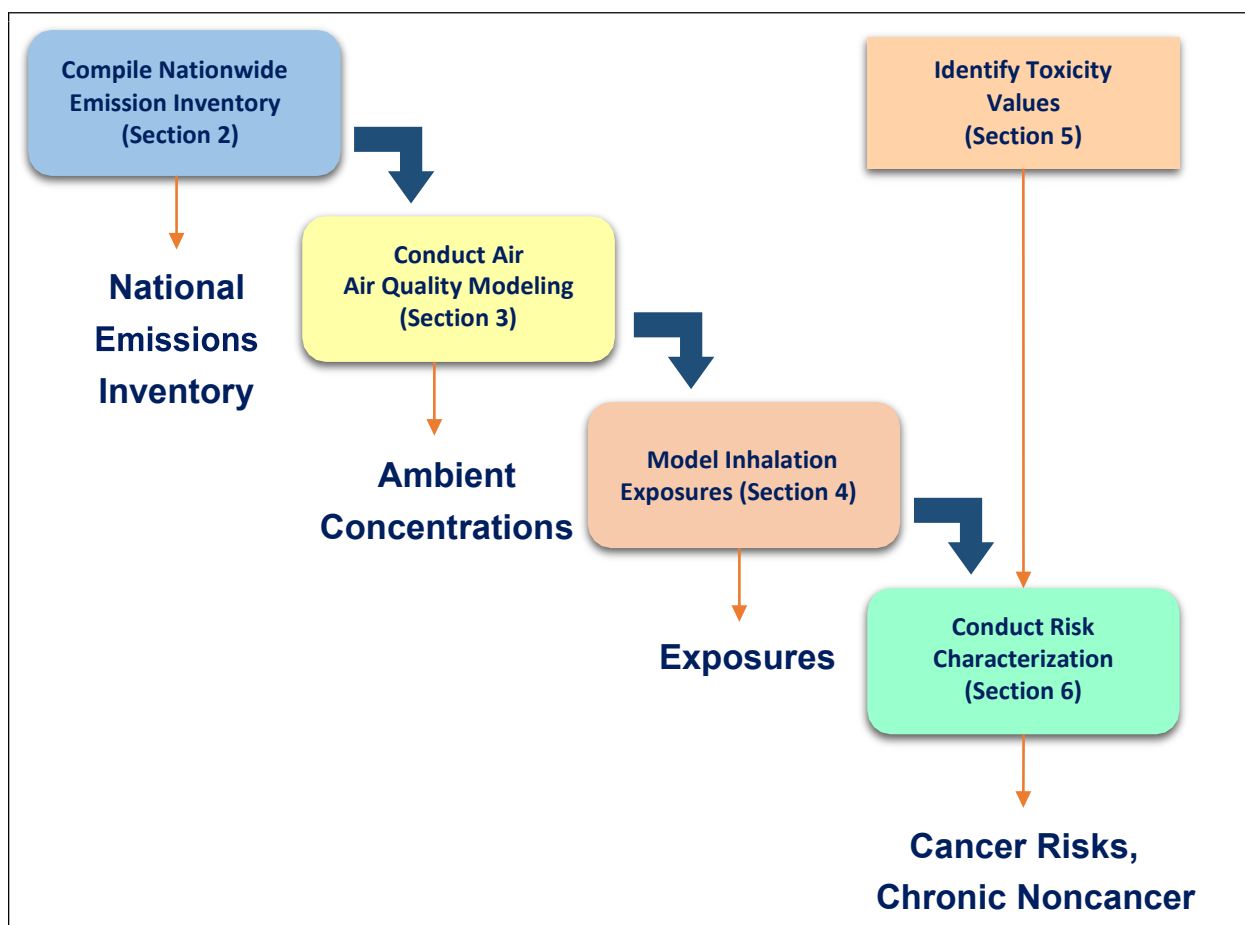 Compile Nationwide
Emission Inventory
(Section 2)
Identify Toxicity
Values
(Section 5)
National
Emissions
Inventory
Conduct Air
Air Quality Modeling
(Section 3)
Ambient
Concentrations
Model Inhalation
Exposures (Section 4)
Exposures
Conduct Risk
Characterization
(Section 6)
Cancer Risks,
Chronic Noncancer